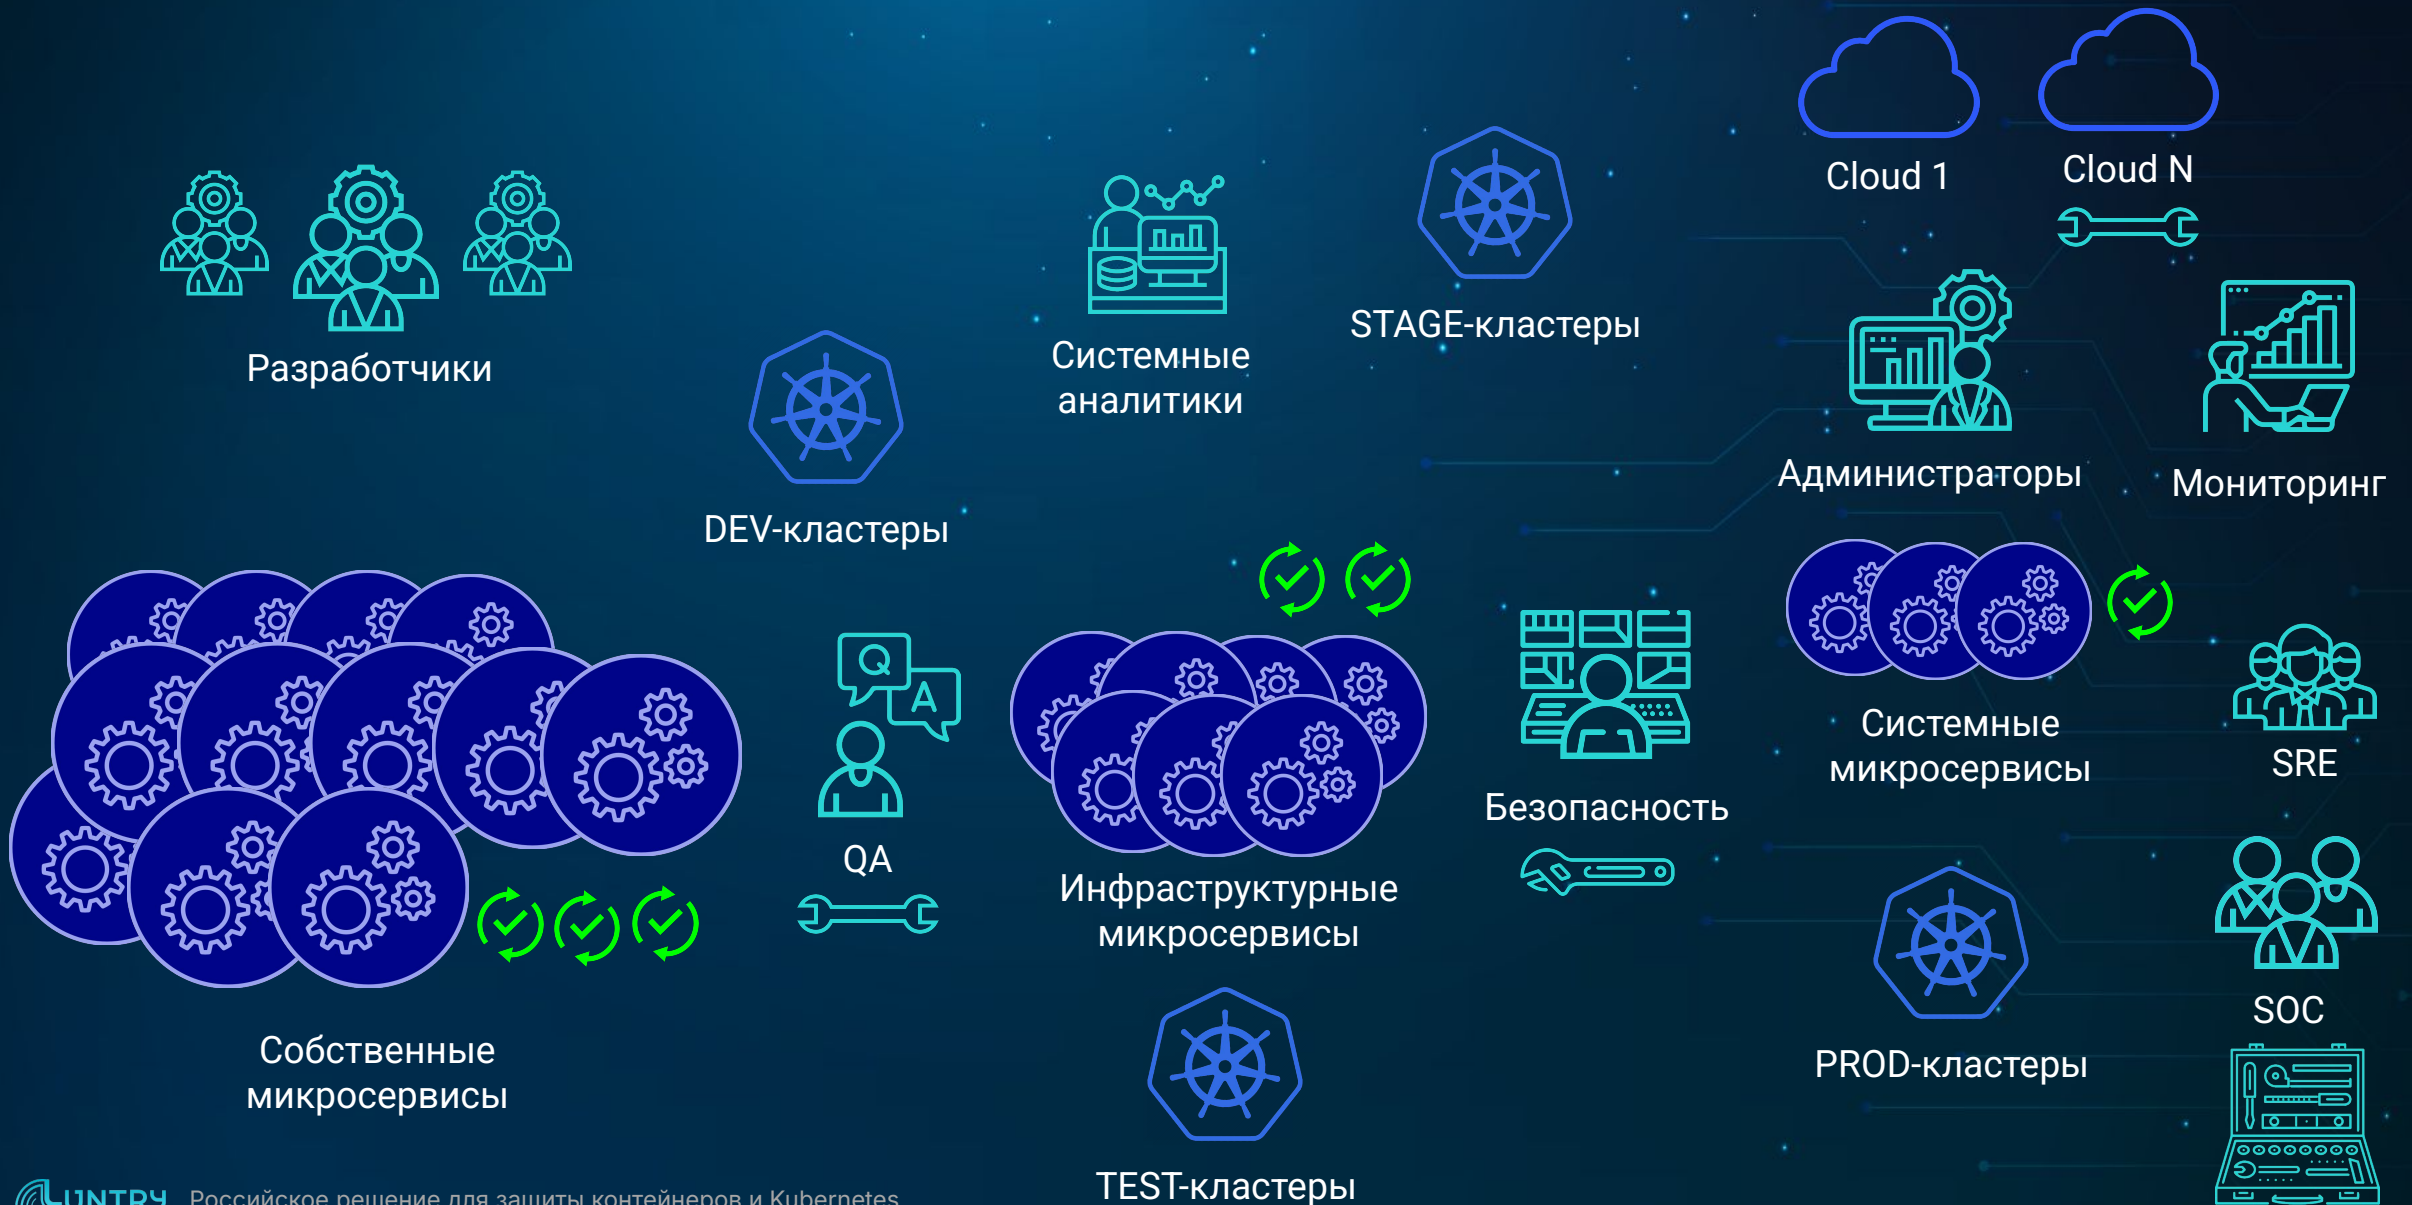 Cloud 1
Cloud N
Разработчики
Системные
аналитики
STAGE-кластеры
Администраторы
Мониторинг
DEV-кластеры
Q
A
QA
Инфраструктурные
микросервисы
Безопасность
Системные
микросервисы
SRE
SOC
Собственные
микросервисы
PROD-кластеры
TEST-кластеры
LUNTRY
Российское решение для защиты контейнеров и Kubernetes